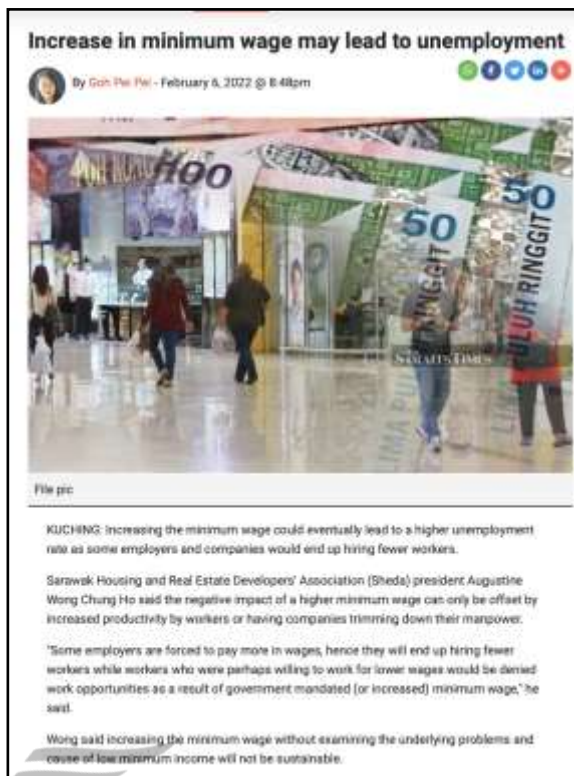 Increase in minimum wage may lead to unemployment
By Goh Pei Pei - February 6, 2022 @ 8:48pm
50
50
RINGGIT
PULUH RINGGIT
LIMA
File pic
KUCHING: Increasing the minimum wage could eventually lead to a higher unemployment
rate as some employers and companies would end up hiring fewer workers.
Sarawak Housing and Real Estate Developers' Association (Sheda) president Augustine
Wong Chung Ho said the negative impact of a higher minimum wage can only be offset by
increased productivity by workers or having companies trimming down their manpower.
"Some employers are forced to pay more in wages, hence they will end up hiring fewer
workers while workers who were perhaps willing to work for lower wages would be denied
work opportunities as a result of government mandated (or increased) minimum wage," he
said.
Wong said increasing the minimum wage without examining the underlying problems and
cause of low minimum income will not be sustainable.